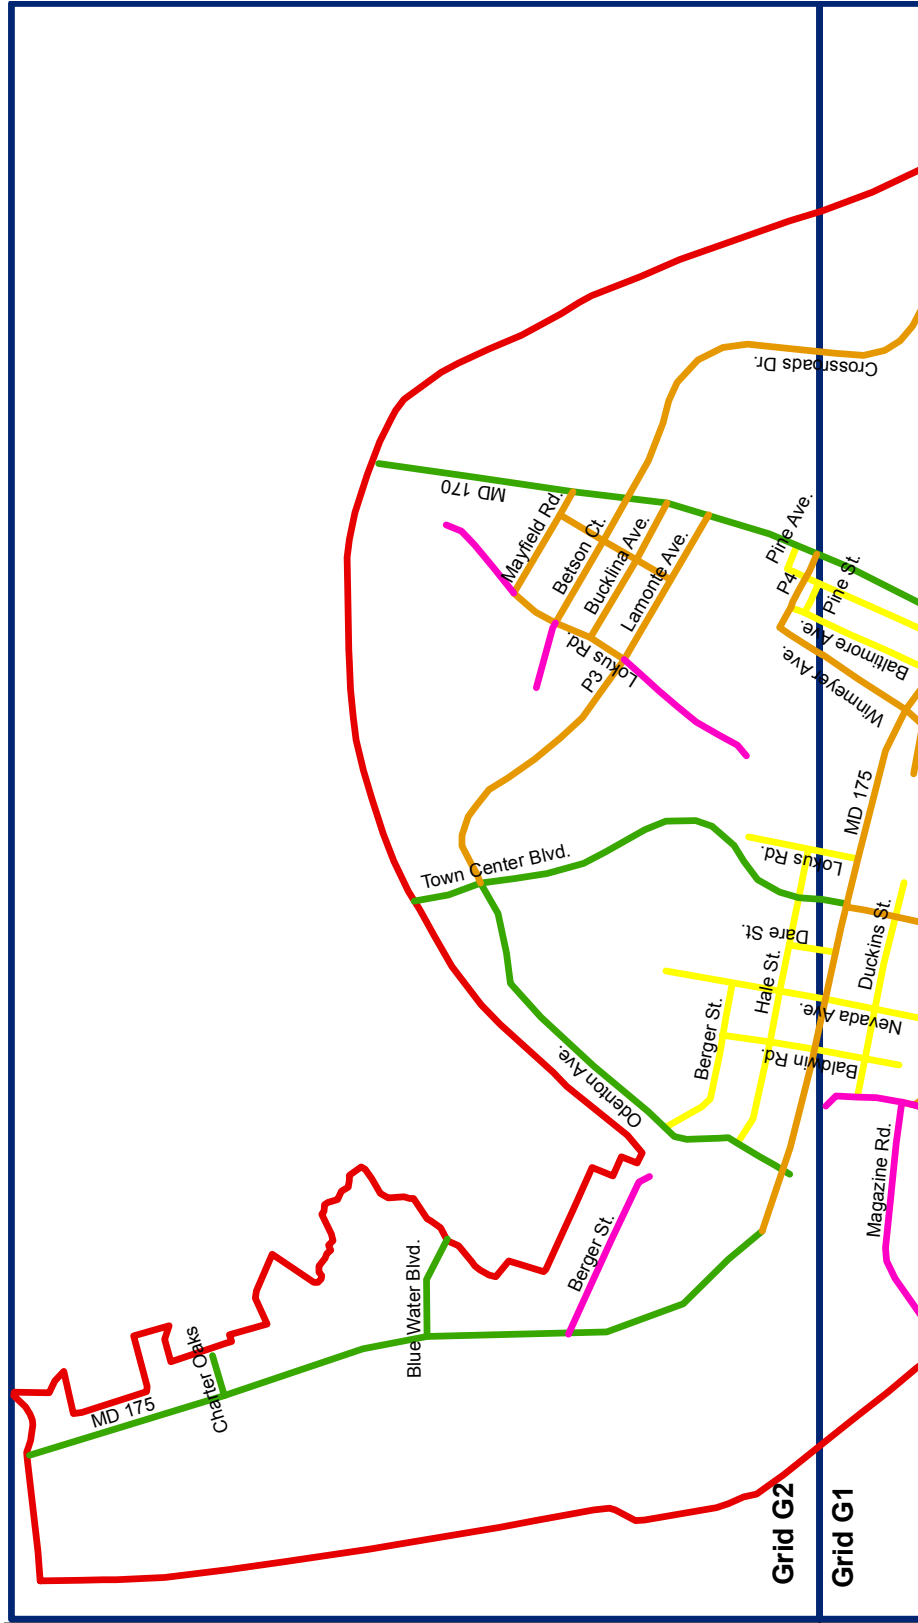 MD 170
Crossroads Dr.
Mayfield Rd.
Betson Ct.
Bucklina Ave.
Lamonte Ave.
Lokus Rd.
P3
Pine Ave.
P4
Pine St.
Baltimore Ave.
Winmeyer Ave.
MD 175
Town Center Blvd.
Lokus Rd.
Dare St.
Duckins St.
Hale St.
Nevada Ave.
Berger St.
Baldwin Rd.
Odenton Ave.
Magazine Rd.
Berger St.
Blue Water Blvd.
Charter Oaks
MD 175
Grid G2
Grid G1